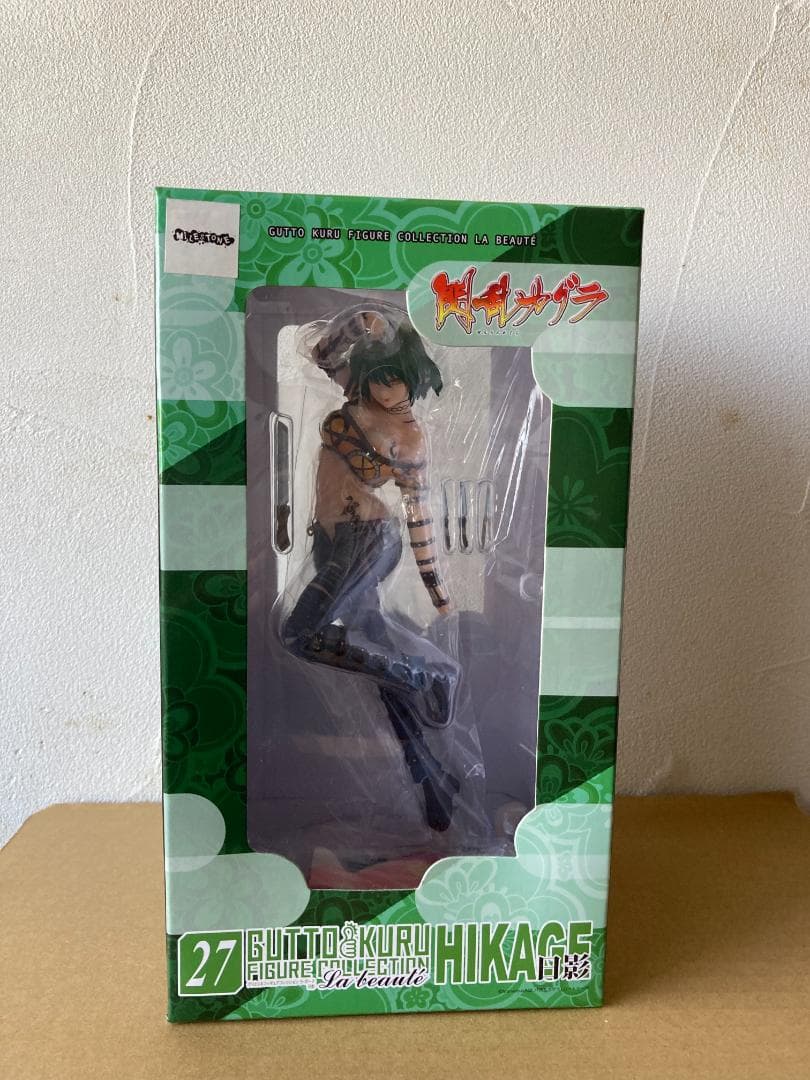 MILESTONE
GUTTO KURU FIGURE COLLECTION LA BEAUTÉ
閃乱カグラ
27
GUTTO KURU
FIGURE COLLECTION
La beauté
HIKAGE
日影